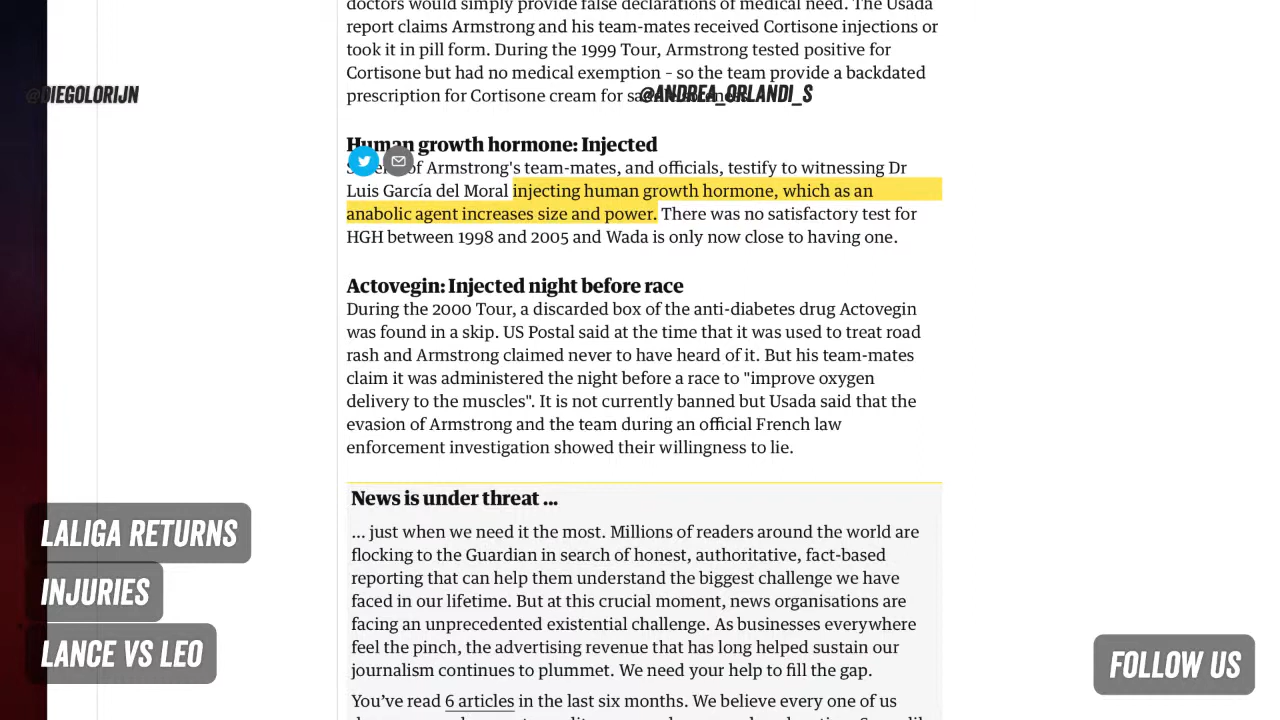 doctors would simply provide false declarations of medical need. The Usada
report claims Armstrong and his team-mates received Cortisone injections or
took it in pill form. During the 1999 Tour, Armstrong tested positive for
Cortisone but had no medical exemption – so the team provide a backdated
prescription for Cortisone cream for
@DIEGOLORIJN
@ANDREA_ORLANDI_S
Human growth hormone: Injected
of Armstrong's team-mates, and officials, testify to witnessing Dr
Luis García del Moral injecting human growth hormone, which as an
anabolic agent increases size and power. There was no satisfactory test for
HGH between 1998 and 2005 and Wada is only now close to having one.
Actovegin: Injected night before race
During the 2000 Tour, a discarded box of the anti-diabetes drug Actovegin
was found in a skip. US Postal said at the time that it was used to treat road
rash and Armstrong claimed never to have heard of it. But his team-mates
claim it was administered the night before a race to "improve oxygen
delivery to the muscles". It is not currently banned but Usada said that the
evasion of Armstrong and the team during an official French law
enforcement investigation showed their willingness to lie.
News is under threat ...
... just when we need it the most. Millions of readers around the world are
flocking to the Guardian in search of honest, authoritative, fact-based
reporting that can help them understand the biggest challenge we have
faced in our lifetime. But at this crucial moment, news organisations are
facing an unprecedented existential challenge. As businesses everywhere
feel the pinch, the advertising revenue that has long helped sustain our
journalism continues to plummet. We need your help to fill the gap.
You've read 6 articles in the last six months. We believe every one of us
LALIGA RETURNS
INJURIES
LANCE VS LEO
FOLLOW US